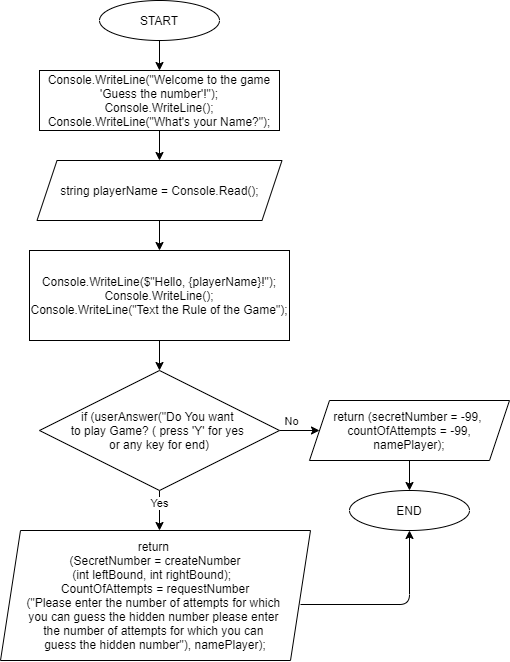 START
Console.WriteLine("Welcome to the game
'Guess the number'!");
Console.WriteLine();
Console.WriteLine("What's your Name?");
string playerName = Console.Read();
Console.WriteLine($"Hello, {playerName}!");
Console.WriteLine();
Console.WriteLine("Text the Rule of the Game");
if (userAnswer("Do You want
to play Game? ( press 'Y' for yes
or any key for end)
No
return (secretNumber = -99,
countOfAttempts = -99,
namePlayer);
END
Yes
return
(SecretNumber = createNumber
(int leftBound, int rightBound);
CountOfAttempts = requestNumber
("Please enter the number of attempts for which
you can guess the hidden number please enter
the number of attempts for which you can
guess the hidden number"), namePlayer);